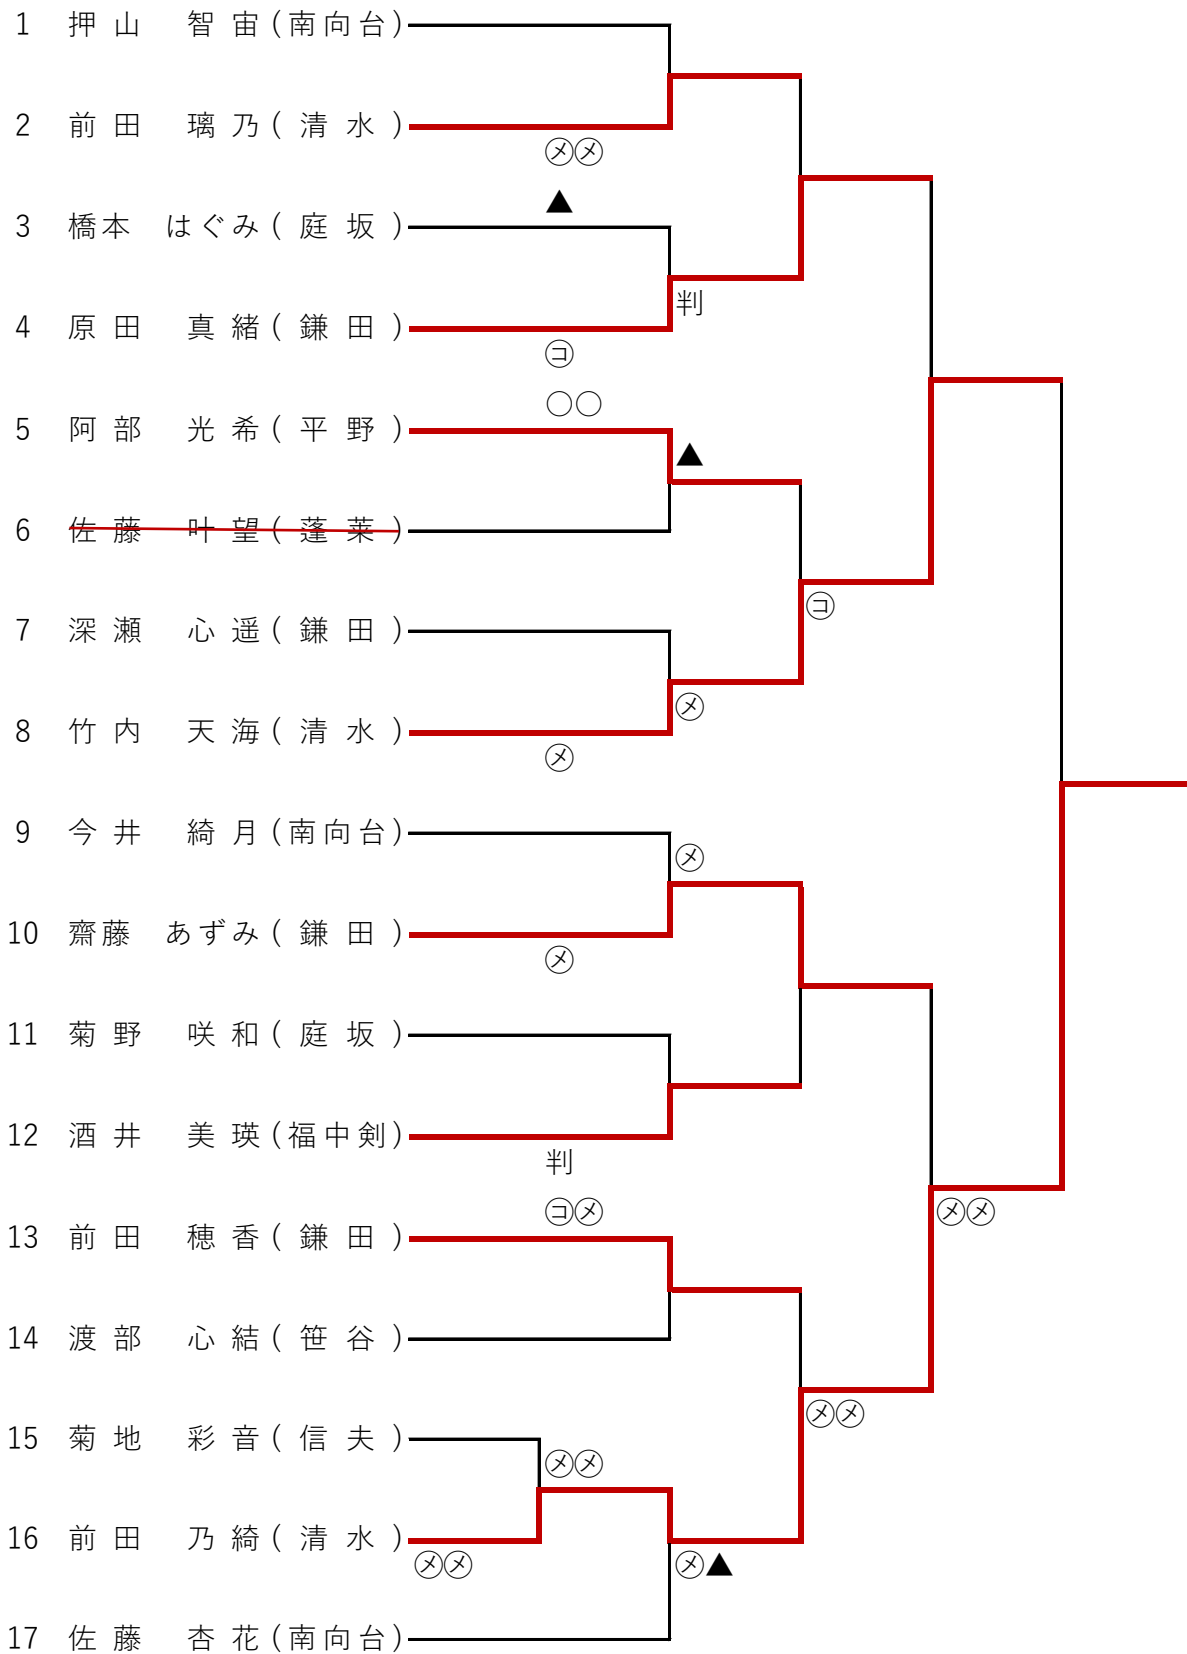 1 押山 智宙(南向台)
2 前田 璃乃(清水)
㋱㋱
▲
3 橋本 はぐみ(庭坂)
判
4 原田 真緒(鎌田)
㋙
○○
5 阿部 光希(平野)
▲
6 佐藤 叶望(蓬莱)
㋙
7 深瀬 心遥(鎌田)
㋱
8 竹内 天海(清水)
㋱
9 今井 綺月(南向台)
㋱
10 齋藤 あずみ(鎌田)
㋱
11 菊野 咲和(庭坂)
12 酒井 美瑛(福中剣)
判
㋙㋱ ㋱㋱
13 前田 穂香(鎌田)
14 渡部 心結(笹谷)
㋱㋱
15 菊地 彩音(信夫)
㋱㋱
16 前田 乃綺(清水)
㋱㋱ ㋱▲
17 佐藤 杏花(南向台)